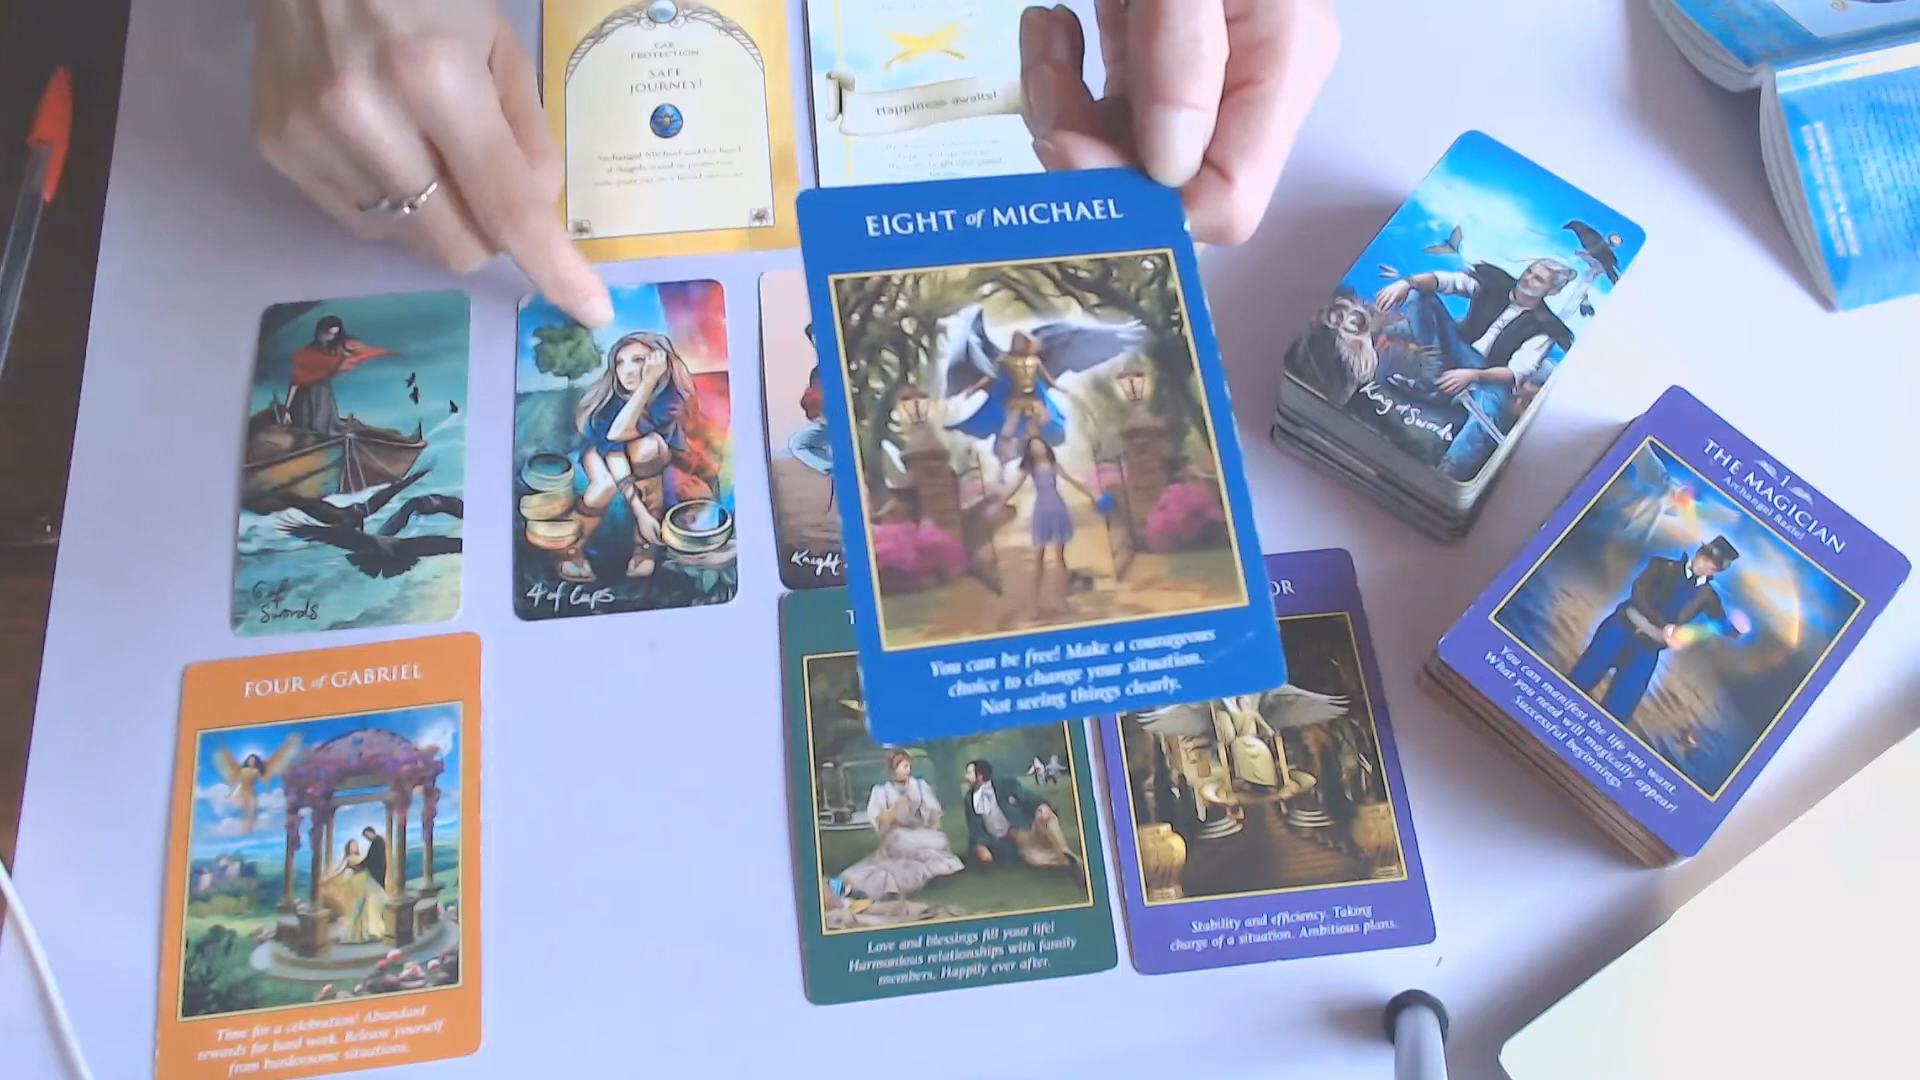 CAR
PROTECTION
SAFE
JOURNEY!
Archangel Michael and his band
of Angels stand in protection
Happiness awaits!
EIGHT of MICHAEL
You can be free! Make a courageous
choice to change your situation.
Not seeing things clearly.
6 of
Swords
4 of Cups
Knight
King of Swords
1
THE MAGICIAN
Archangel Raziel
You can manifest the life you want.
What you need will magically appear!
Successful beginnings.
FOUR of GABRIEL
Time for a celebration! Abundant
rewards for hard work. Release yourself
from burdensome situations.
T
Love and blessings fill your life!
Harmonious relationships with family
members. Happily ever after.
OR
Stability and efficiency. Taking
charge of a situation. Ambitious plans.